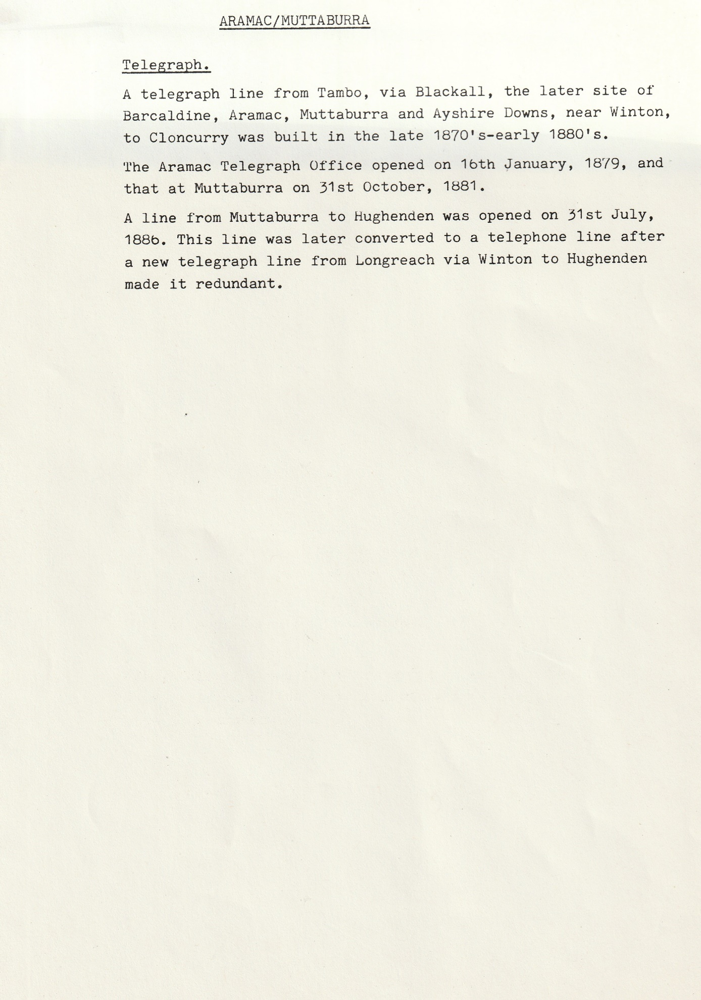 ARAMAC/MUTTABURRA
Telegraph.
A telegraph line from Tambo, via Blackall, the later site of
Barcaldine, Aramac, Muttaburra and Ayshire Downs, near Winton,
to Cloncurry was built in the late 1870's-early 1880's.
The Aramac Telegraph Office opened on 16th January, 1879, and
that at Muttaburra on 31st October, 1881.
A line from Muttaburra to Hughenden was opened on 31st July,
1886. This line was later converted to a telephone line after
a new telegraph line from Longreach via Winton to Hughenden
made it redundant.